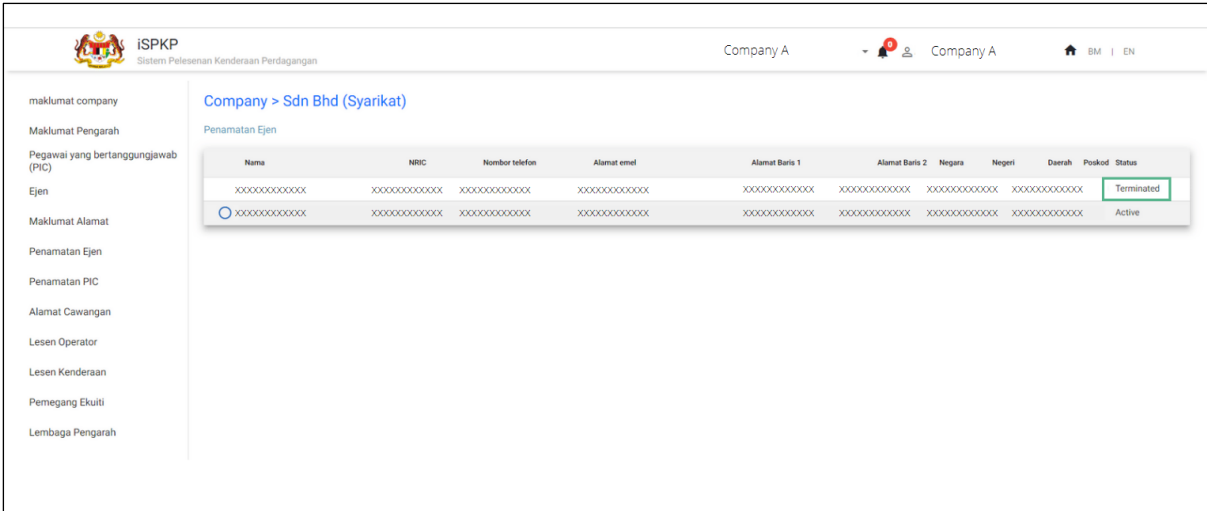 iSPKP
Sistem Pelesenan Kenderaan Perdagangan
Company A
0
Company A
BM | EN
maklumat company
Maklumat Pengarah
Pegawai yang bertanggungjawab
(PIC)
Ejen
Maklumat Alamat
Penamatan Ejen
Penamatan PIC
Alamat Cawangan
Lesen Operator
Lesen Kenderaan
Pemegang Ekuiti
Lembaga Pengarah
Company > Sdn Bhd (Syarikat)
Penamatan Ejen
Nama NRIC Nombor telefon Alamat emel Alamat Baris 1 Alamat Baris 2 Negara Negeri Daerah Poskod Status
XXXXXXXXXXXX XXXXXXXXXXXX XXXXXXXXXXXX XXXXXXXXXXXX XXXXXXXXXXXX XXXXXXXXXXXX XXXXXXXXXXXX XXXXXXXXXXXX Terminated
XXXXXXXXXXXX XXXXXXXXXXXX XXXXXXXXXXXX XXXXXXXXXXXX XXXXXXXXXXXX XXXXXXXXXXXX XXXXXXXXXXXX XXXXXXXXXXXX Active